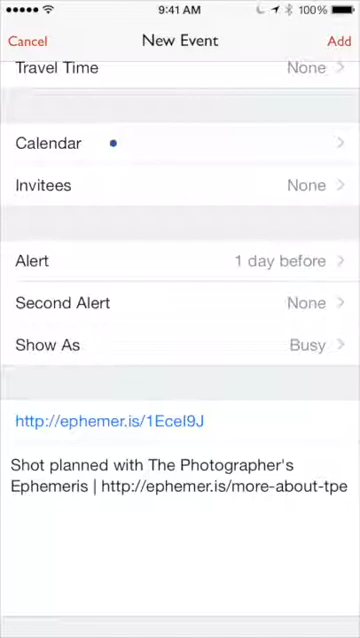 9:41 AM 100%
Cancel New Event Add
Travel Time None
Calendar
Invitees None
Alert 1 day before
Second Alert None
Show As Busy
http://ephemer.is/1EceI9J
Shot planned with The Photographer's
Ephemeris | http://ephemer.is/more-about-tpe